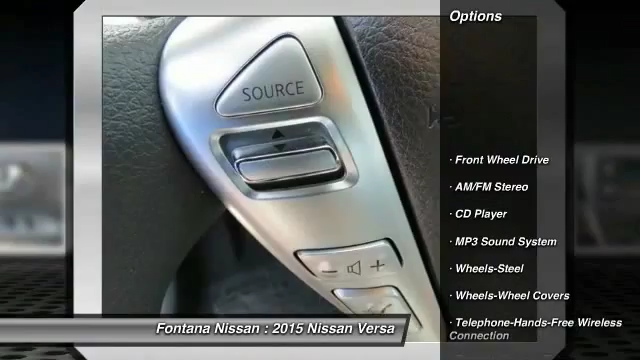 Options
SOURCE
· Front Wheel Drive
· AM/FM Stereo
· CD Player
· MP3 Sound System
· Wheels-Steel
· Wheels-Wheel Covers
· Telephone-Hands-Free Wireless
Connection
− +
Fontana Nissan : 2015 Nissan Versa